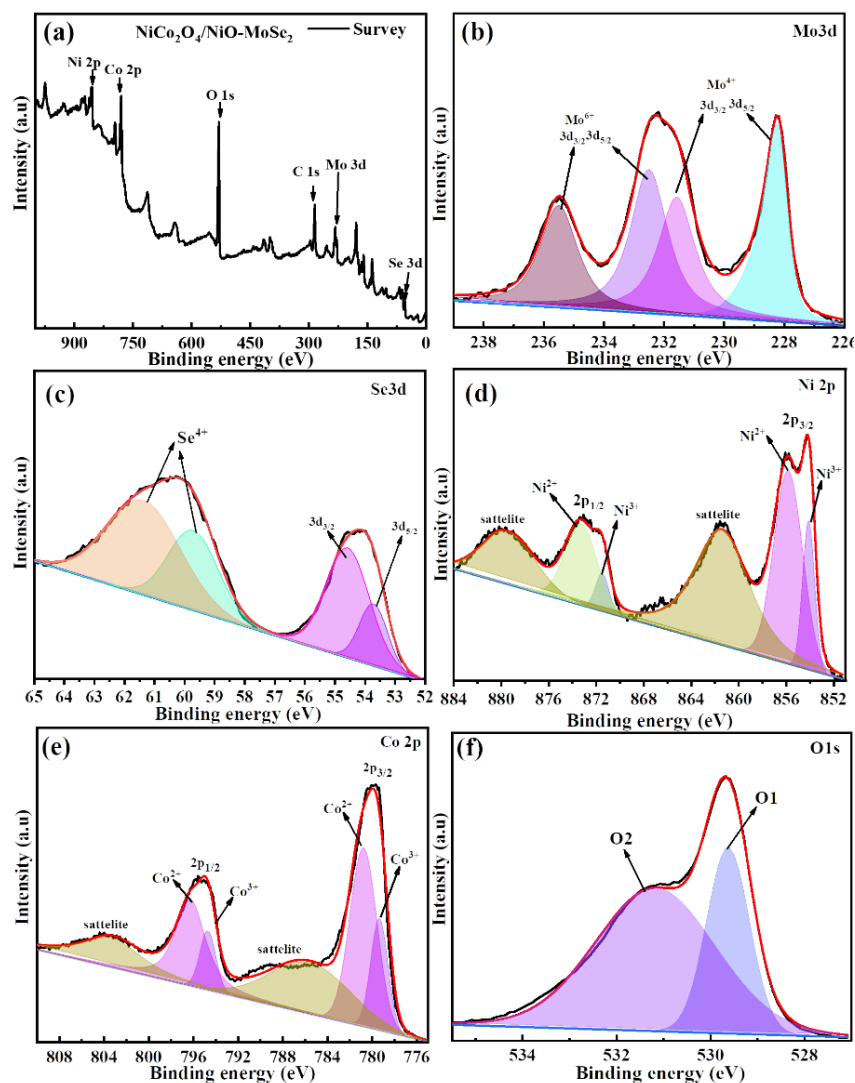 (a)
NiCo₂O₄/NiO-MoSe₂ Survey
Ni 2p
Co 2p
O 1s
C 1s
Mo 3d
Se 3d
Intensity (a.u)
900 750 600 450 300 150 0
Binding energy (eV)
(b)
Mo3d
Mo⁶⁺
3d₃/₂ 3d₅/₂
Mo⁴⁺
3d₃/₂ 3d₅/₂
Intensity (a.u)
238 236 234 232 230 228 226
Binding energy (eV)
(c)
Se3d
Se⁴⁺
3d₃/₂
3d₅/₂
Intensity (a.u)
65 64 63 62 61 60 59 58 57 56 55 54 53 52
Binding energy (eV)
(d)
Ni 2p
2p₃/₂
Ni²⁺
Ni³⁺
Ni²⁺
2p₁/₂
Ni³⁺
sattelite
sattelite
Intensity (a.u)
884 880 876 872 868 864 860 856 852
Binding energy (eV)
(e)
Co 2p
2p₃/₂
Co²⁺
Co³⁺
2p₁/₂
Co²⁺
Co³⁺
sattelite
sattelite
Intensity (a.u)
808 804 800 796 792 788 784 780 776
Binding energy (eV)
(f)
O1s
O1
O2
Intensity (a.u)
534 532 530 528
Binding energy (eV)